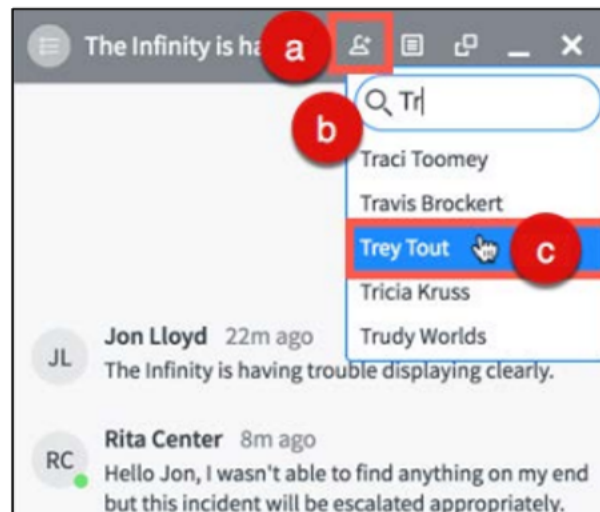 The Infinity is ha
a
b
Tr
Traci Toomey
Travis Brockert
Trey Tout
c
Tricia Kruss
Trudy Worlds
JL
Jon Lloyd 22m ago
The Infinity is having trouble displaying clearly.
RC
Rita Center 8m ago
Hello Jon, I wasn't able to find anything on my end
but this incident will be escalated appropriately.